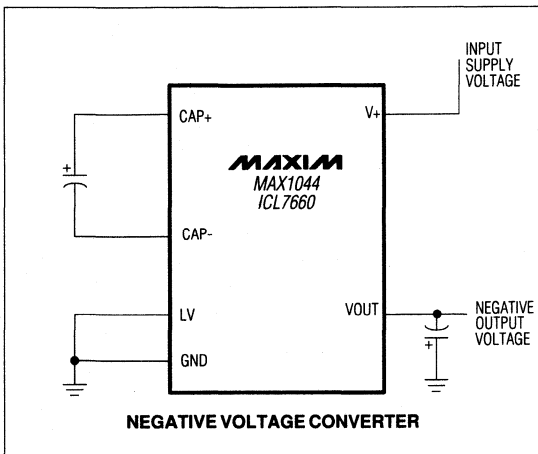 INPUT
SUPPLY
VOLTAGE
CAP+
V+
MAXIM
MAX1044
ICL7660
+
CAP-
LV
VOUT
NEGATIVE
OUTPUT
VOLTAGE
+
GND
NEGATIVE VOLTAGE CONVERTER